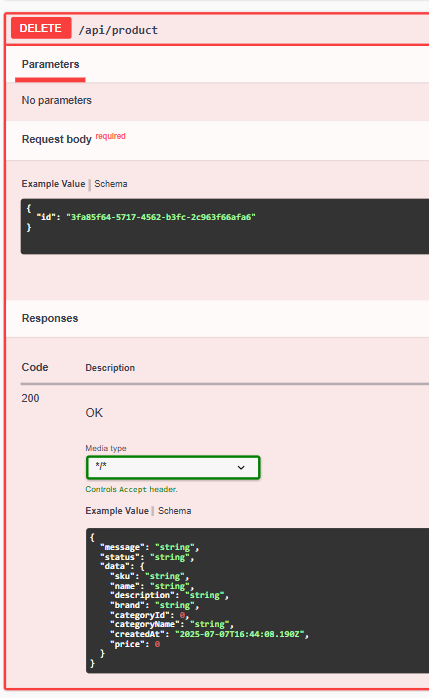 DELETE /api/product
Parameters
No parameters
Request body required
Example Value Schema
{
  "id": "3fa85f64-5717-4562-b3fc-2c963f66afa6"
}
Responses
Code Description
200
OK
Media type
*/*
Controls Accept header.
Example Value Schema
{
  "message": "string",
  "status": "string",
  "data": {
    "sku": "string",
    "name": "string",
    "description": "string",
    "brand": "string",
    "categoryId": 0,
    "categoryName": "string",
    "createdAt": "2025-07-07T16:44:08.190Z",
    "price": 0
  }
}